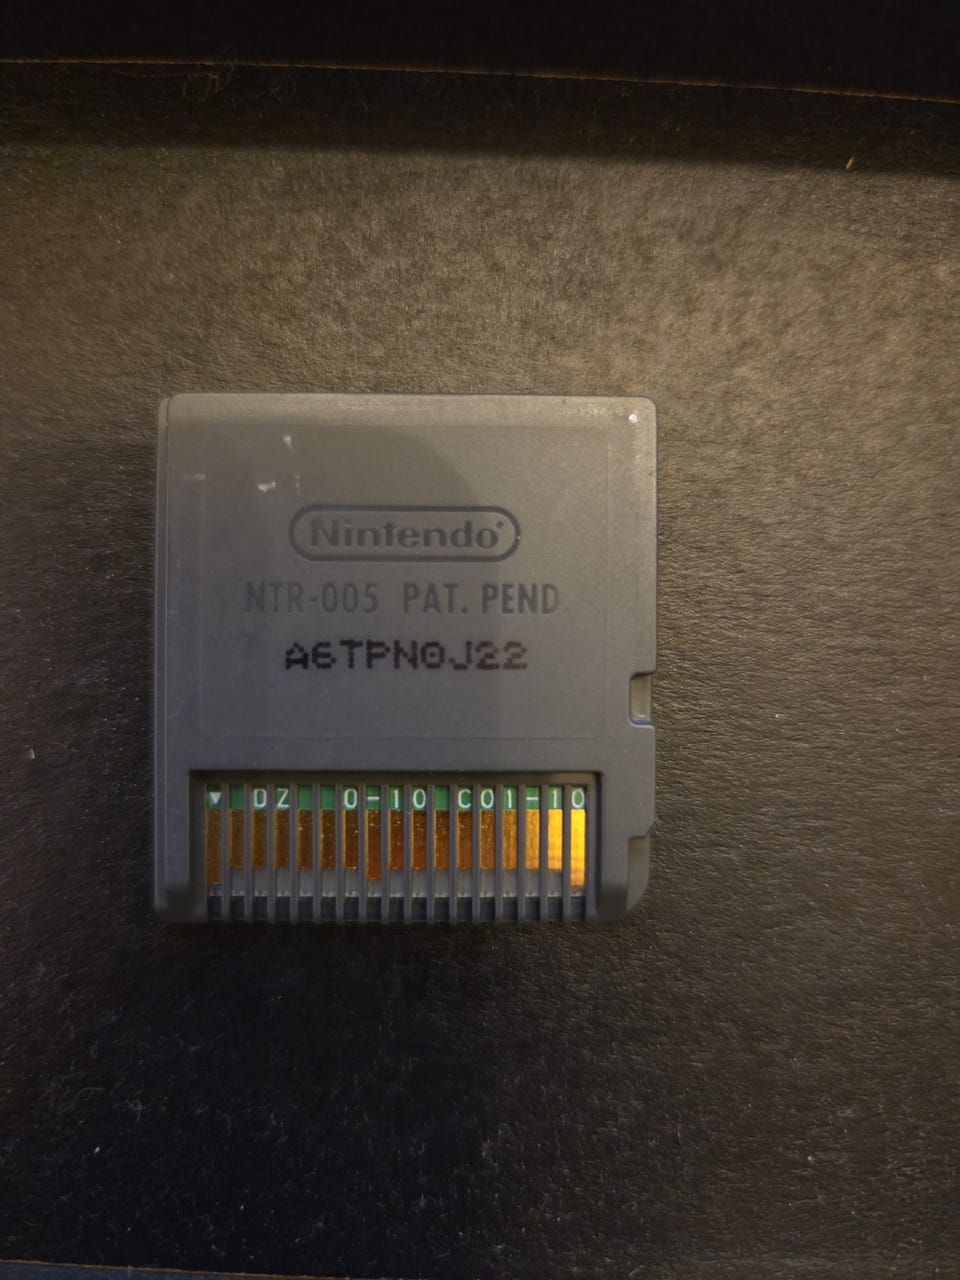 Nintendo
NTR-005 PAT. PEND
A6TPN0J22
DZ 0-10 C01-10